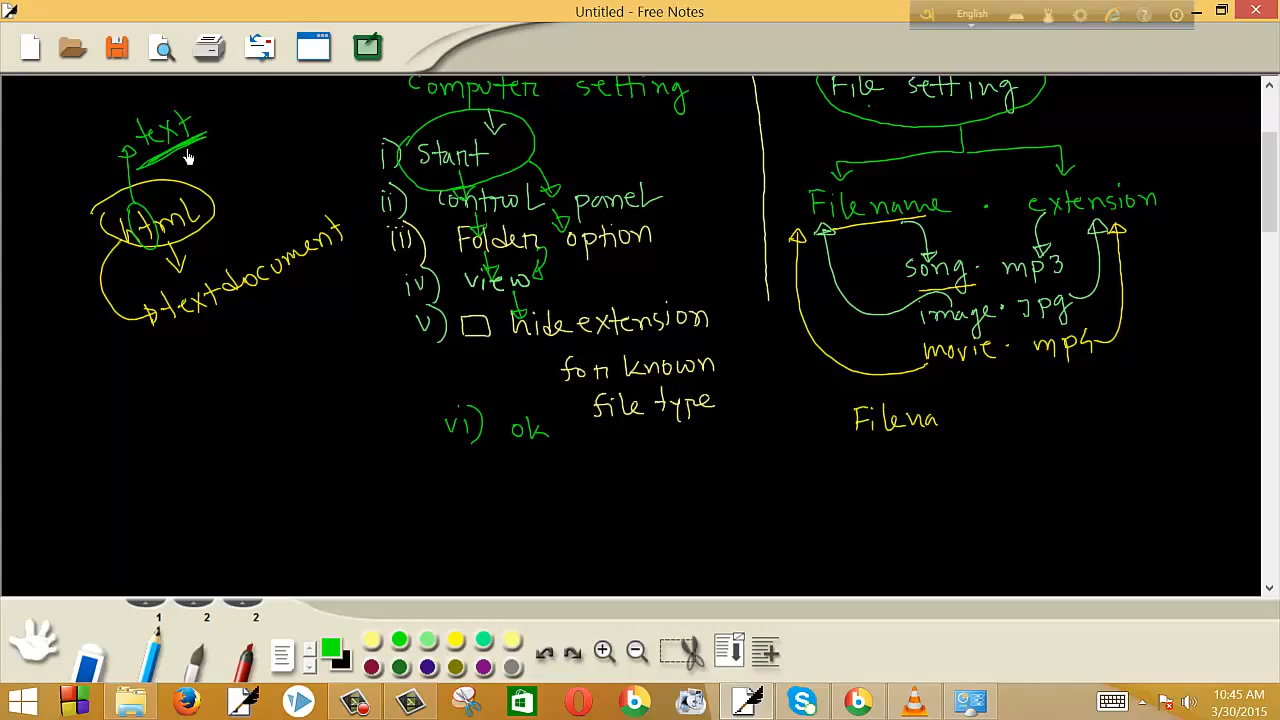 Untitled - Free Notes
English
Computer setting
i) Start
ii) control panel
iii) Folder option
iv) view
v) hide extension
for known
file type
vi) ok
File setting
Filename . extension
song. mp3
image. Jpg
movie. mp4
Filena
text
html
textdocument
1
2
2
1
10:45 AM
3/30/2015